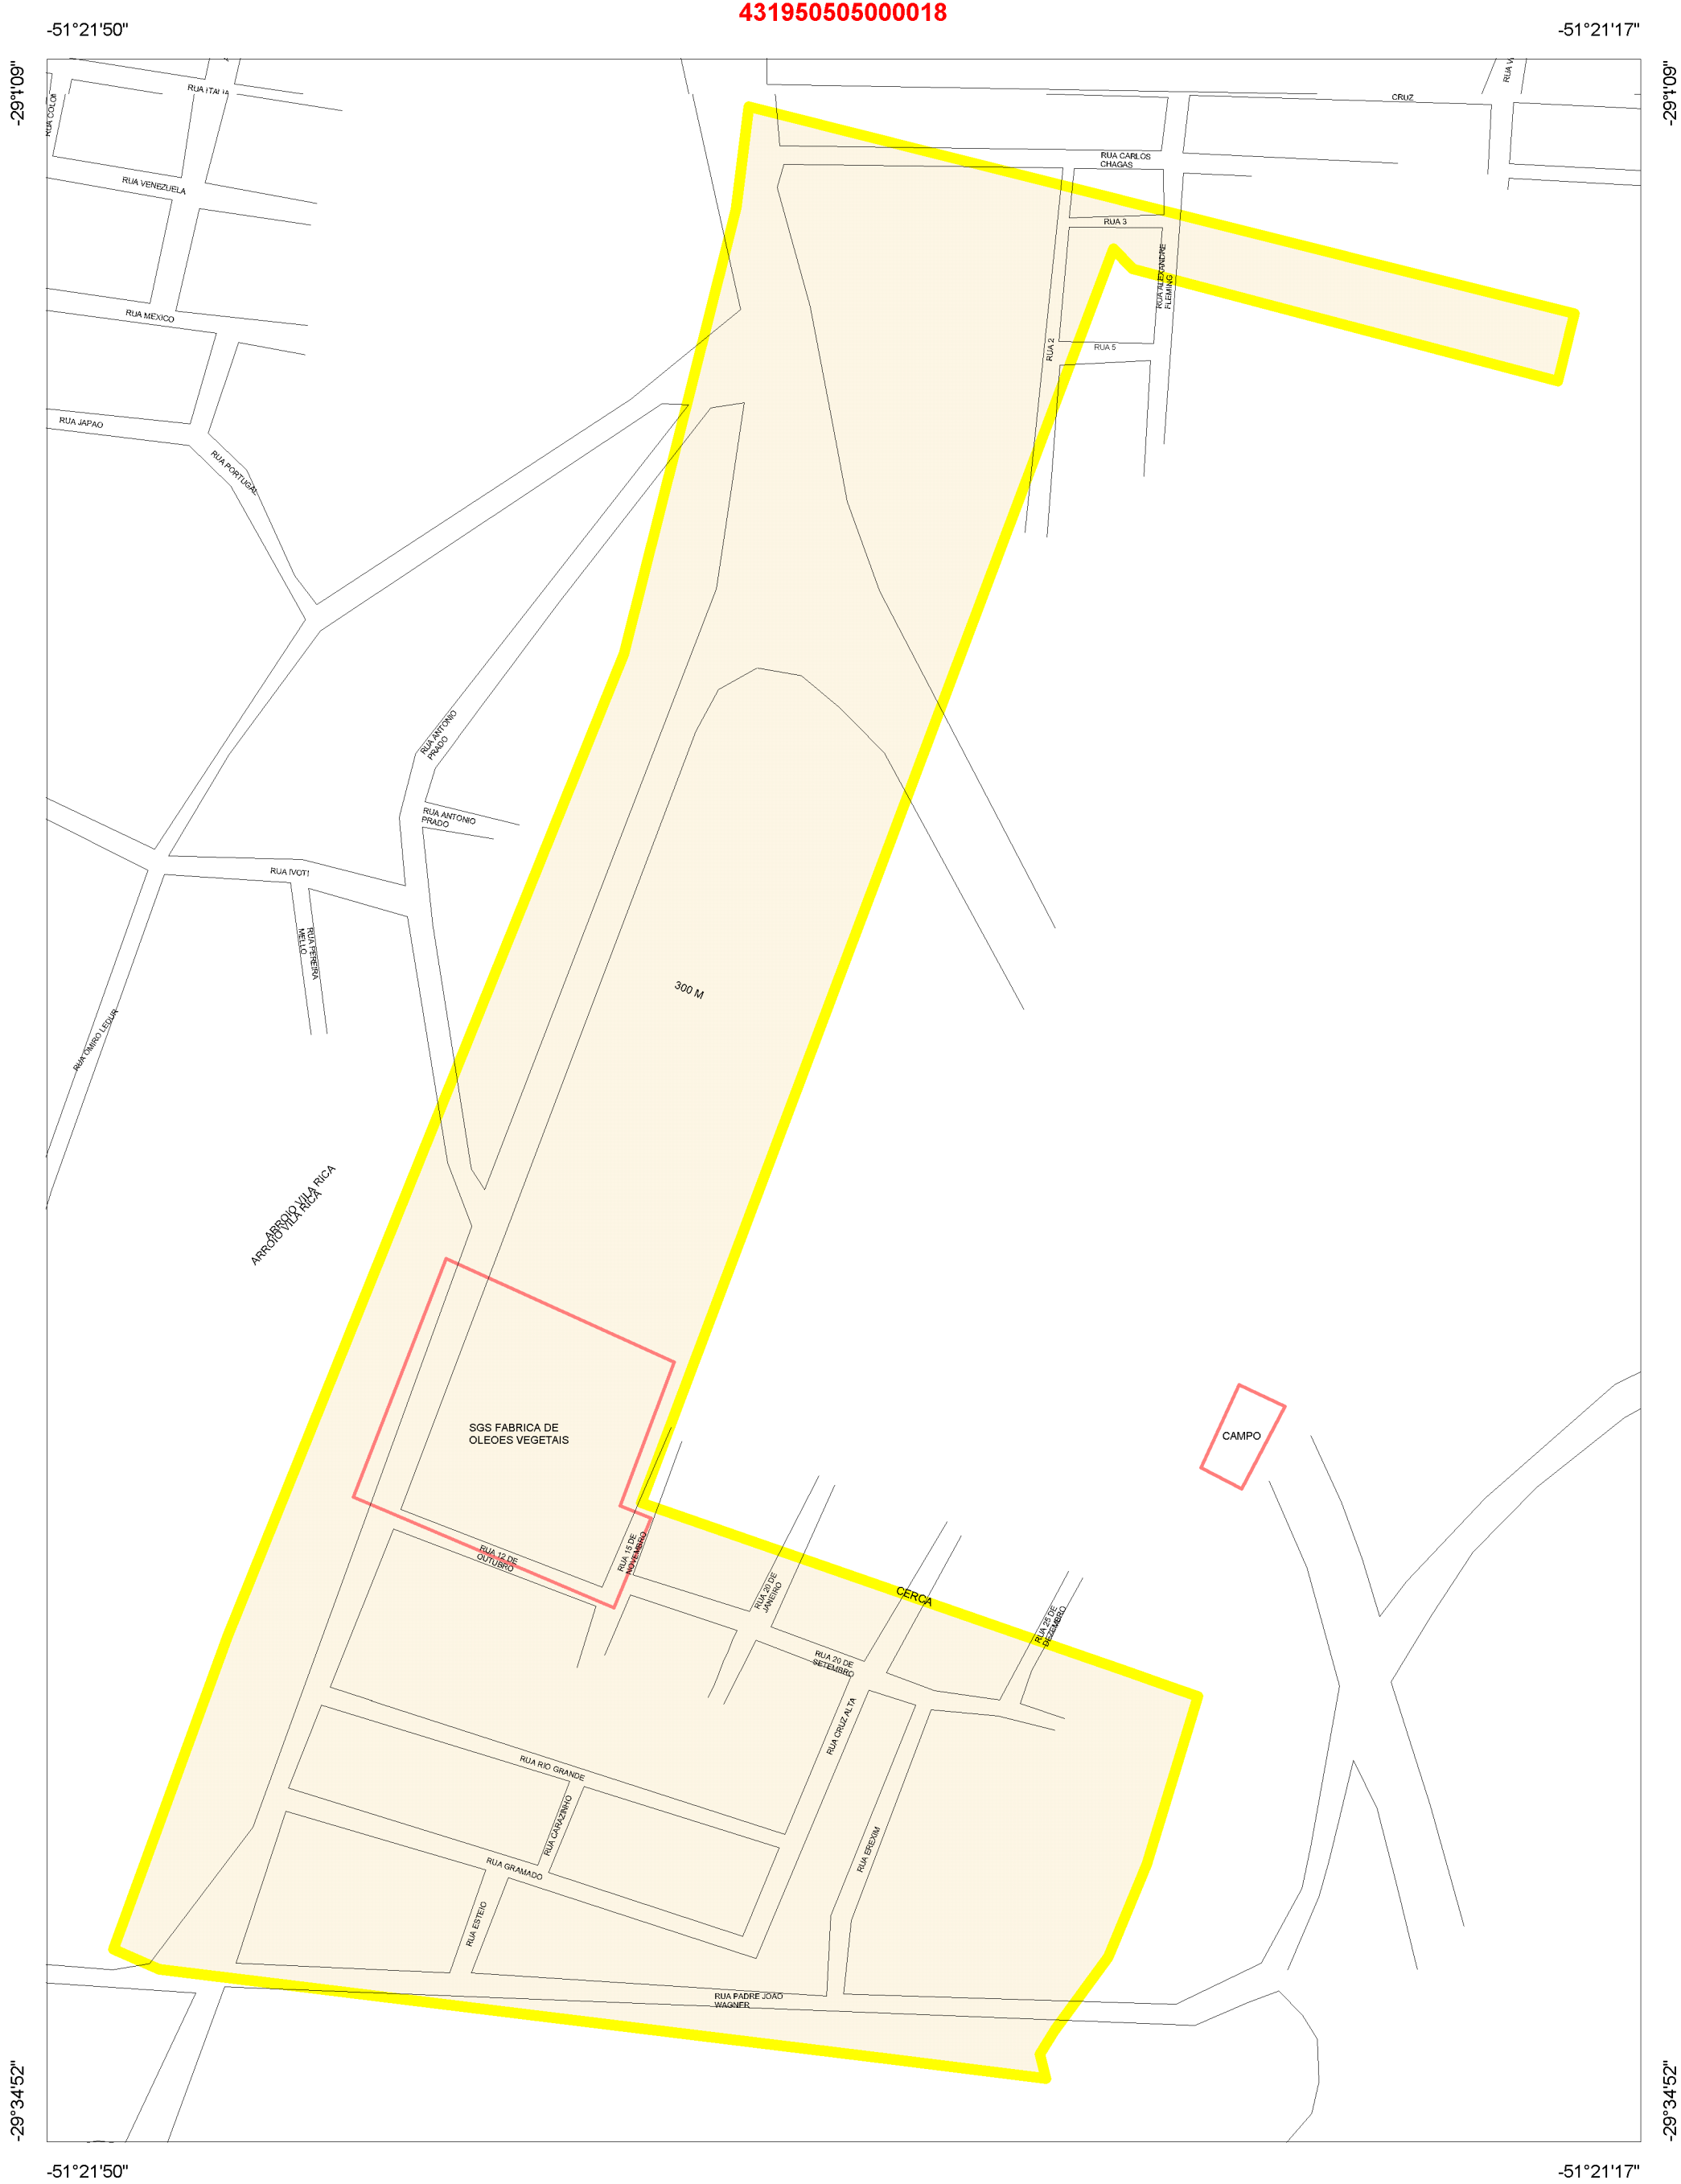 431950505000018
-51°21'50"
-51°21'17"
-29°1'09"
-29°1'09"
RUA ITALIA
RUA COLOI
CRUZ
RUA CARLOS
CHAGAS
RUA VENEZUELA
RUA 3
RUA ALEXANDRE
FLEMING
RUA MEXICO
RUA 2
RUA 5
RUA JAPAO
RUA PORTUGAL
RUA ANTONIO
PRADO
RUA ANTONIO
PRADO
RUA IVOTI
RUA PEREIRA
MELLO
300 M
RUA OMIRO LEDUR
ARROIO VILA RICA
ARROIO VILA RICA
SGS FABRICA DE
OLEOES VEGETAIS
CAMPO
RUA 12 DE
OUTUBRO
RUA 15 DE
NOVEMBRO
RUA 20 DE
JANEIRO
CERCA
RUA 25 DE
DEZEMBRO
RUA 20 DE
SETEMBRO
RUA CRUZ ALTA
RUA RIO GRANDE
RUA CARAZINHO
RUA EREXIM
RUA GRAMADO
RUA ESTEIO
RUA PADRE JOAO
WAGNER
-29°34'52"
-29°34'52"
-51°21'50"
-51°21'17"